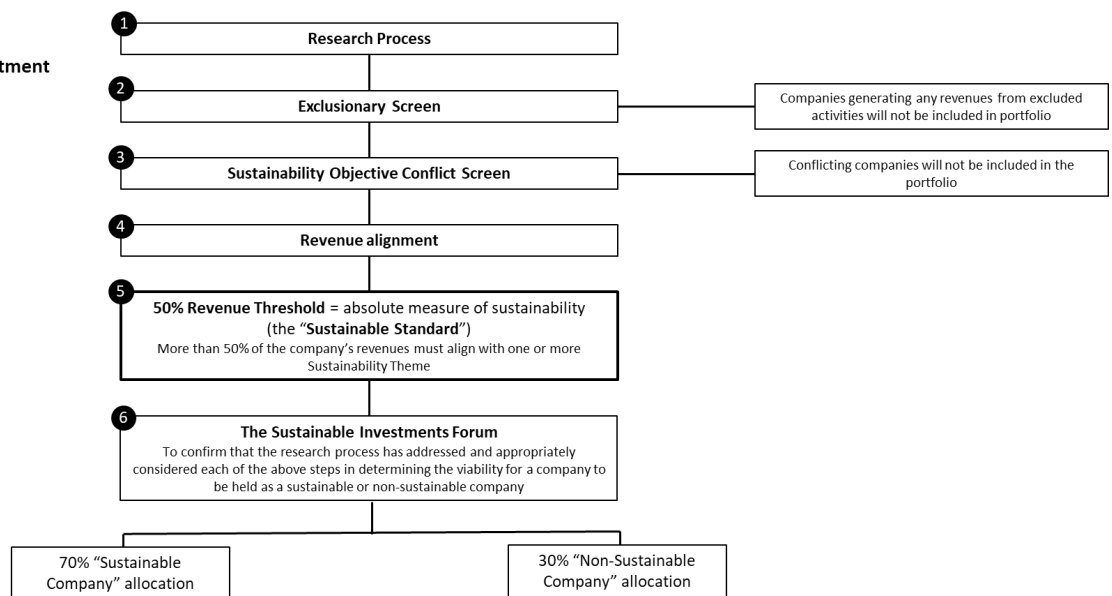 tment
1
Research Process
2
Exclusionary Screen
Companies generating any revenues from excluded
activities will not be included in portfolio
3
Sustainability Objective Conflict Screen
Conflicting companies will not be included in the
portfolio
4
Revenue alignment
5
50% Revenue Threshold = absolute measure of sustainability
(the “Sustainable Standard”)
More than 50% of the company’s revenues must align with one or more
Sustainability Theme
6
The Sustainable Investments Forum
To confirm that the research process has addressed and appropriately
considered each of the above steps in determining the viability for a company to
be held as a sustainable or non-sustainable company
70% “Sustainable
Company” allocation
30% “Non-Sustainable
Company” allocation